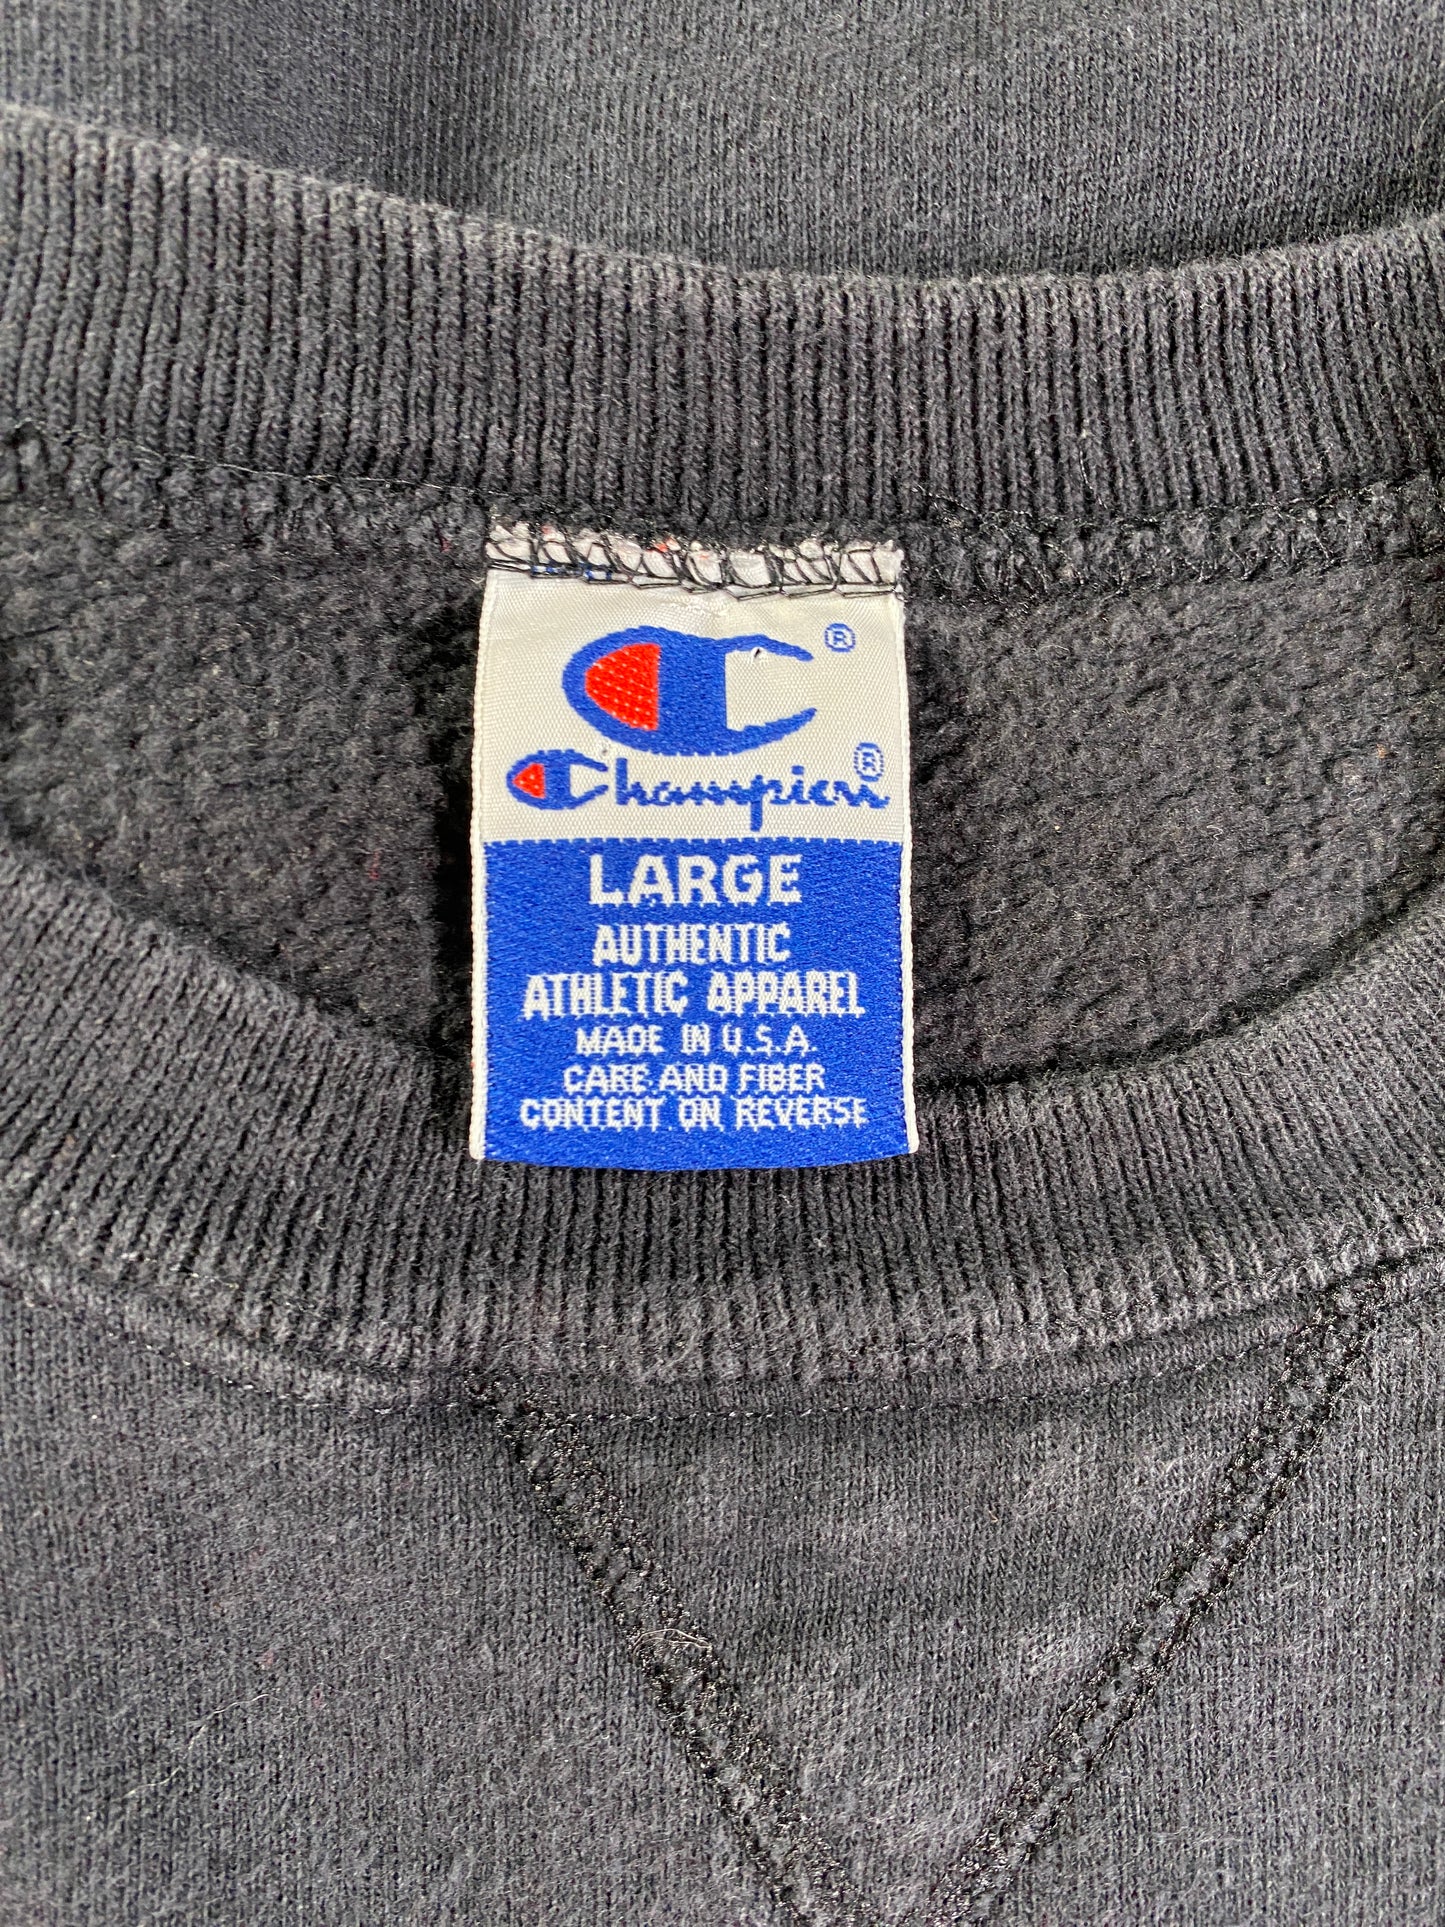 ®
Champion®
LARGE
AUTHENTIC
ATHLETIC APPAREL
MADE IN U.S.A.
CARE AND FIBER
CONTENT ON REVERSE